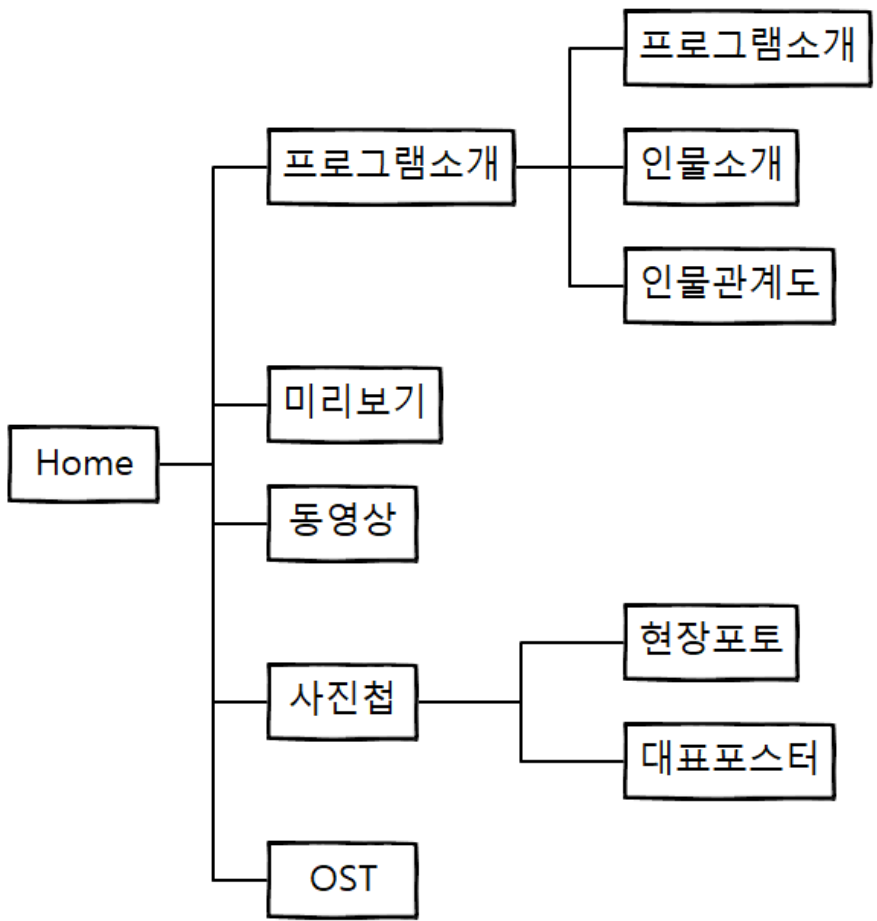 Home
프로그램소개
프로그램소개
인물소개
인물관계도
미리보기
동영상
사진첩
현장포토
대표포스터
OST